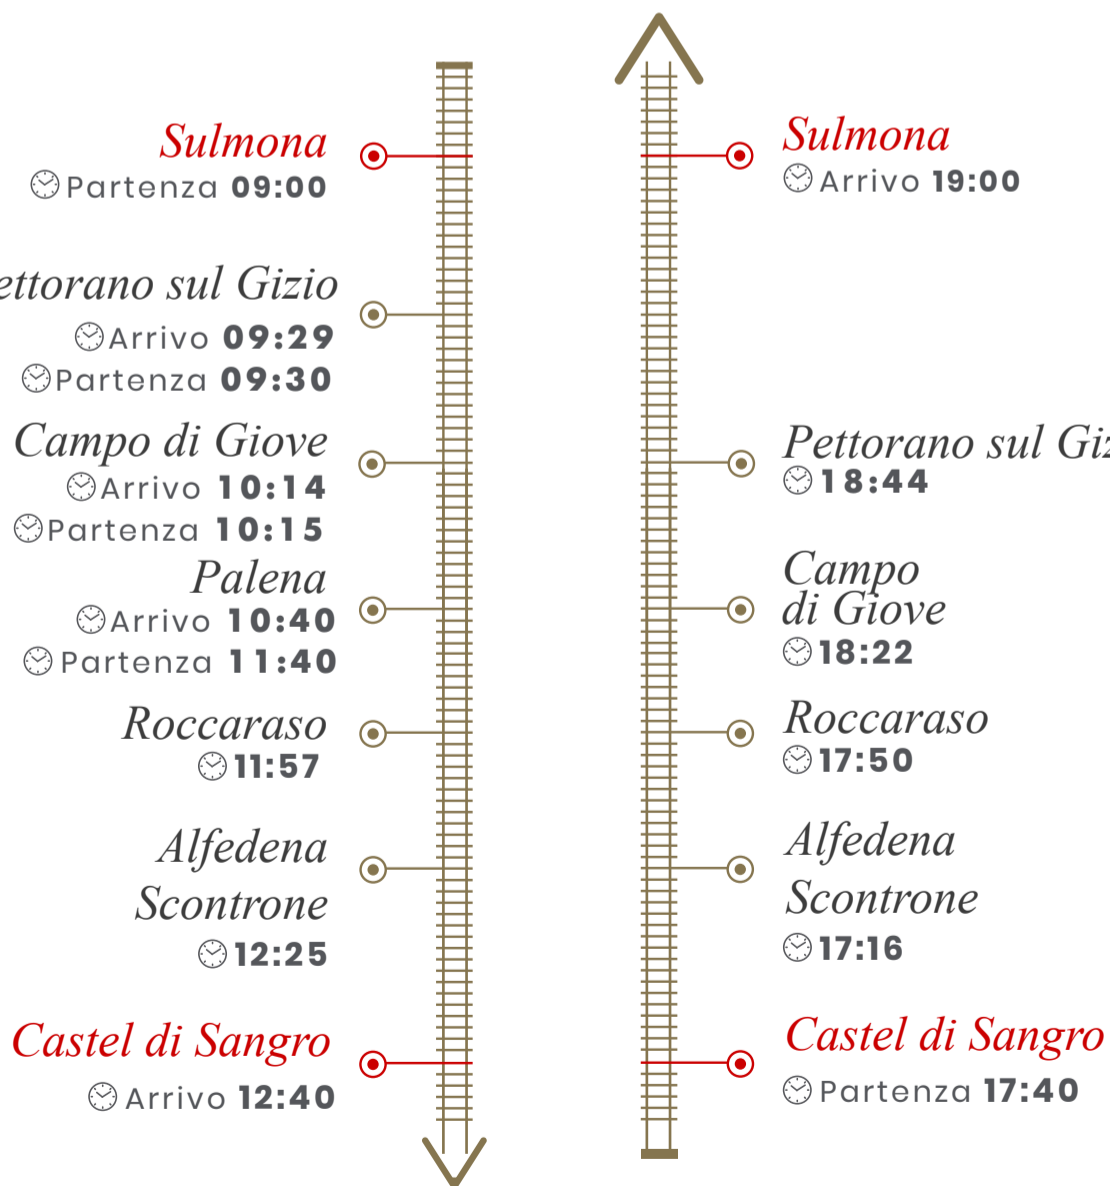 Sulmona
Partenza 09:00
ettorano sul Gizio
Arrivo 09:29
Partenza 09:30
Campo di Giove
Arrivo 10:14
Partenza 10:15
Palena
Arrivo 10:40
Partenza 11:40
Roccaraso
11:57
Alfedena
Scontrone
12:25
Castel di Sangro
Arrivo 12:40
Sulmona
Arrivo 19:00
Pettorano sul Giz
18:44
Campo
di Giove
18:22
Roccaraso
17:50
Alfedena
Scontrone
17:16
Castel di Sangro
Partenza 17:40